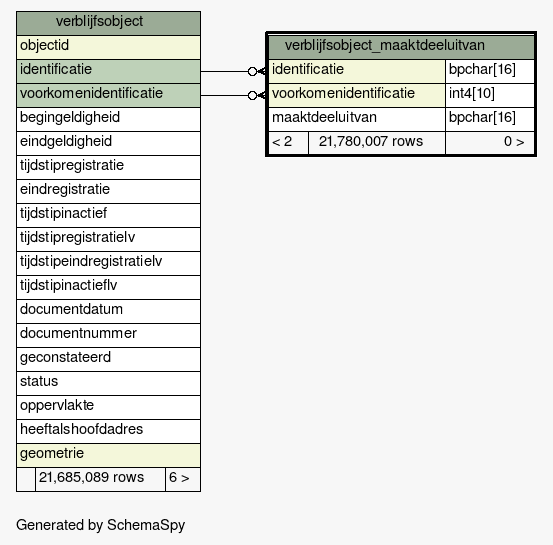 verblijfsobject
objectid
identificatie
voorkomenidentificatie
begingeldigheid
eindgeldigheid
tijdstipregistratie
eindregistratie
tijdstipinactief
tijdstipregistratielv
tijdstipeindregistratielv
tijdstipinactieflv
documentdatum
documentnummer
geconstateerd
status
oppervlakte
heeftalshoofdadres
geometrie
21,685,089 rows 6 >
verblijfsobject_maaktdeeluitvan
identificatie bpchar[16]
voorkomenidentificatie int4[10]
maaktdeeluitvan bpchar[16]
< 2 21,780,007 rows 0 >
Generated by SchemaSpy